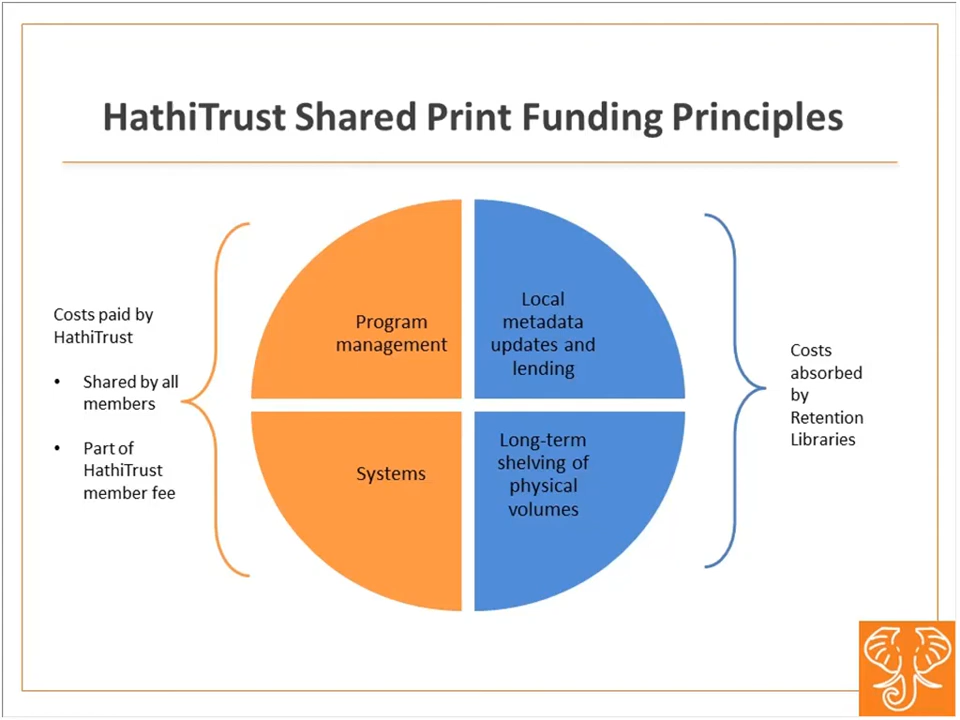 HathiTrust Shared Print Funding Principles
Costs paid by
HathiTrust
• Shared by all
members
• Part of
HathiTrust
member fee
Program
management
Systems
Local
metadata
updates and
lending
Long-term
shelving of
physical
volumes
Costs
absorbed
by
Retention
Libraries